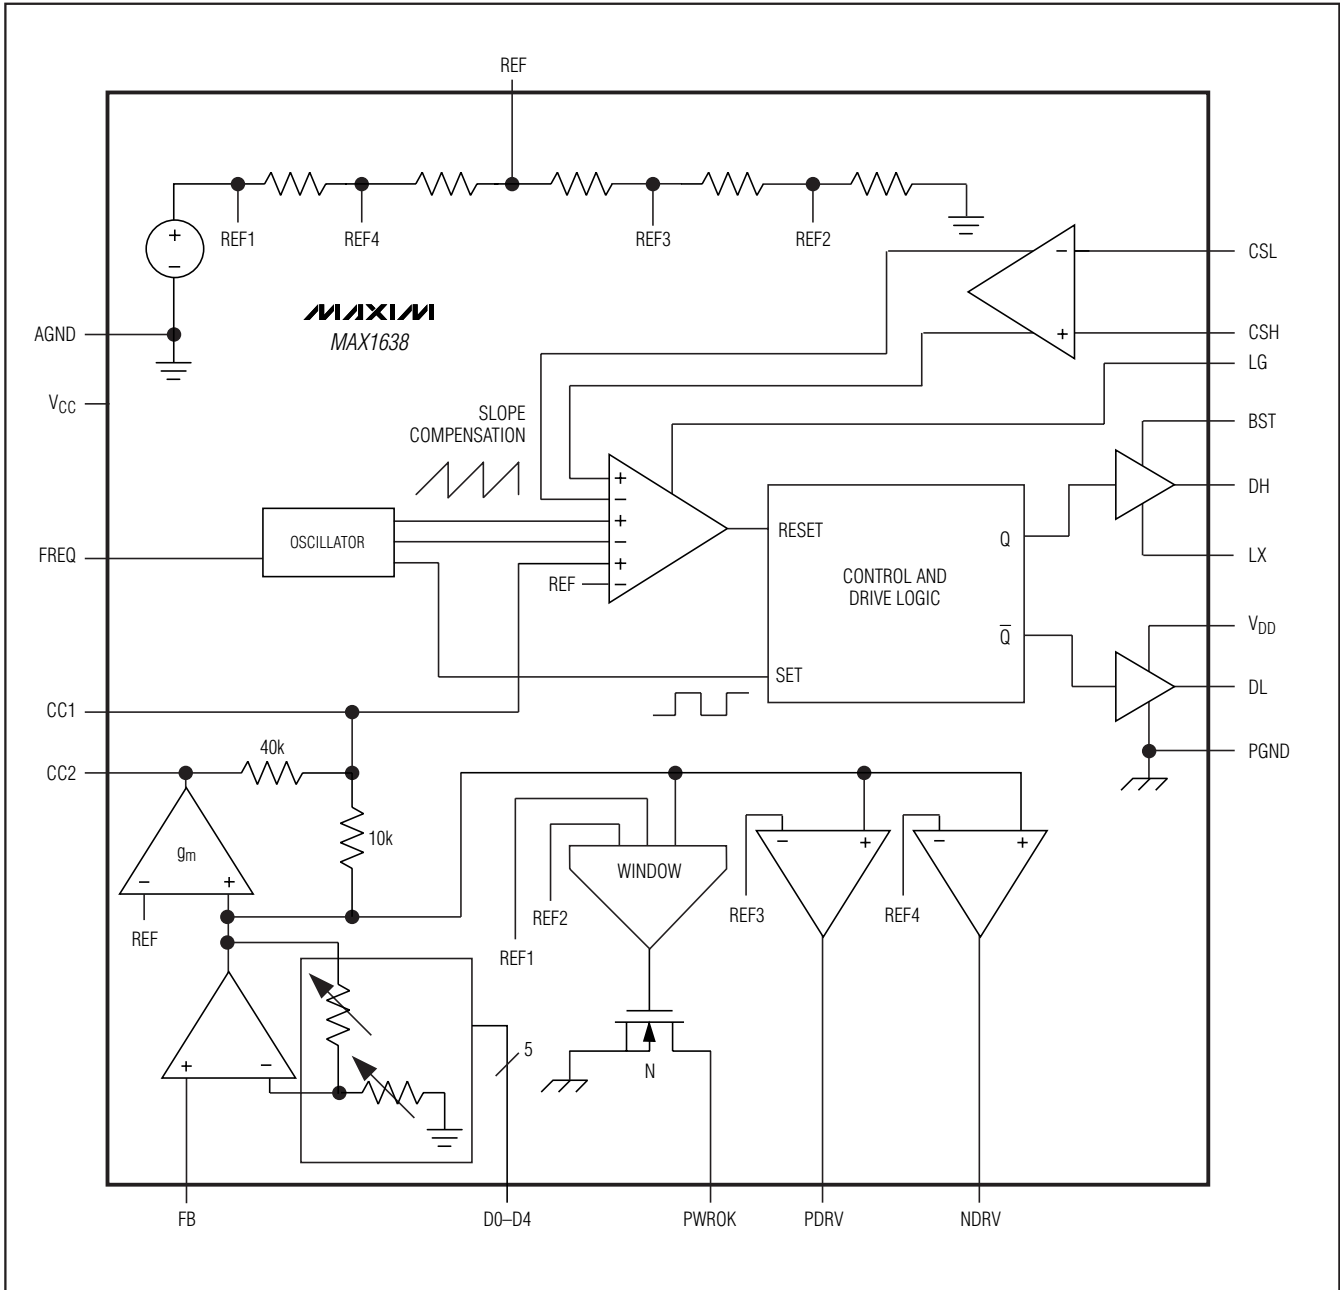 REF
REF1
REF4
REF3
REF2
+
−
MAXIM
MAX1638
AGND
VCC
−
+
CSL
CSH
LG
BST
DH
LX
VDD
DL
PGND
SLOPE
COMPENSATION
OSCILLATOR
FREQ
+
−
+
−
+
−
REF
RESET
SET
Q
Q̅
CONTROL AND
DRIVE LOGIC
CC1
CC2
40k
10k
gm
−
+
REF
+
−
5
WINDOW
REF2
REF1
N
−
+
REF3
−
+
REF4
FB
D0–D4
PWROK
PDRV
NDRV